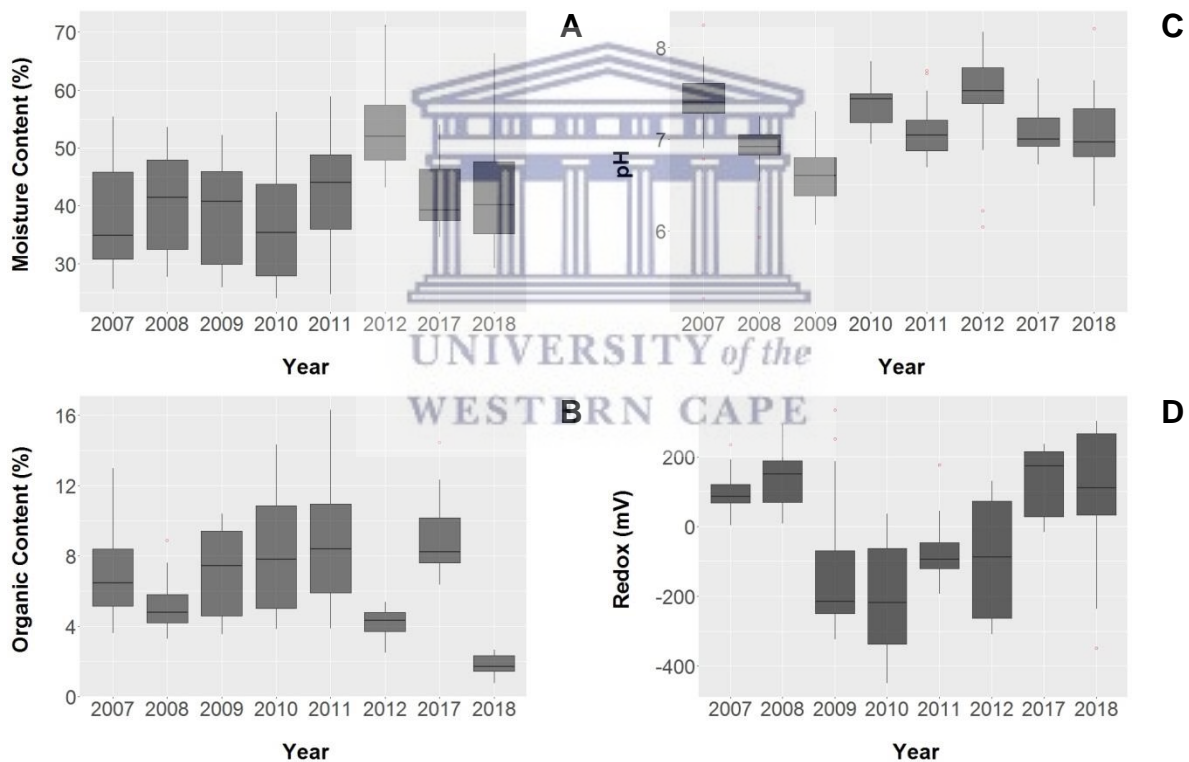 A
Moisture Content (%)
70
60
50
40
30
2007 2008 2009 2010 2011 2012 2017 2018
Year
C
pH
8
7
6
2007 2008 2009 2010 2011 2012 2017 2018
Year
UNIVERSITY of the
WESTERN CAPE
B
Organic Content (%)
16
12
8
4
0
2007 2008 2009 2010 2011 2012 2017 2018
Year
D
Redox (mV)
200
0
-200
-400
2007 2008 2009 2010 2011 2012 2017 2018
Year